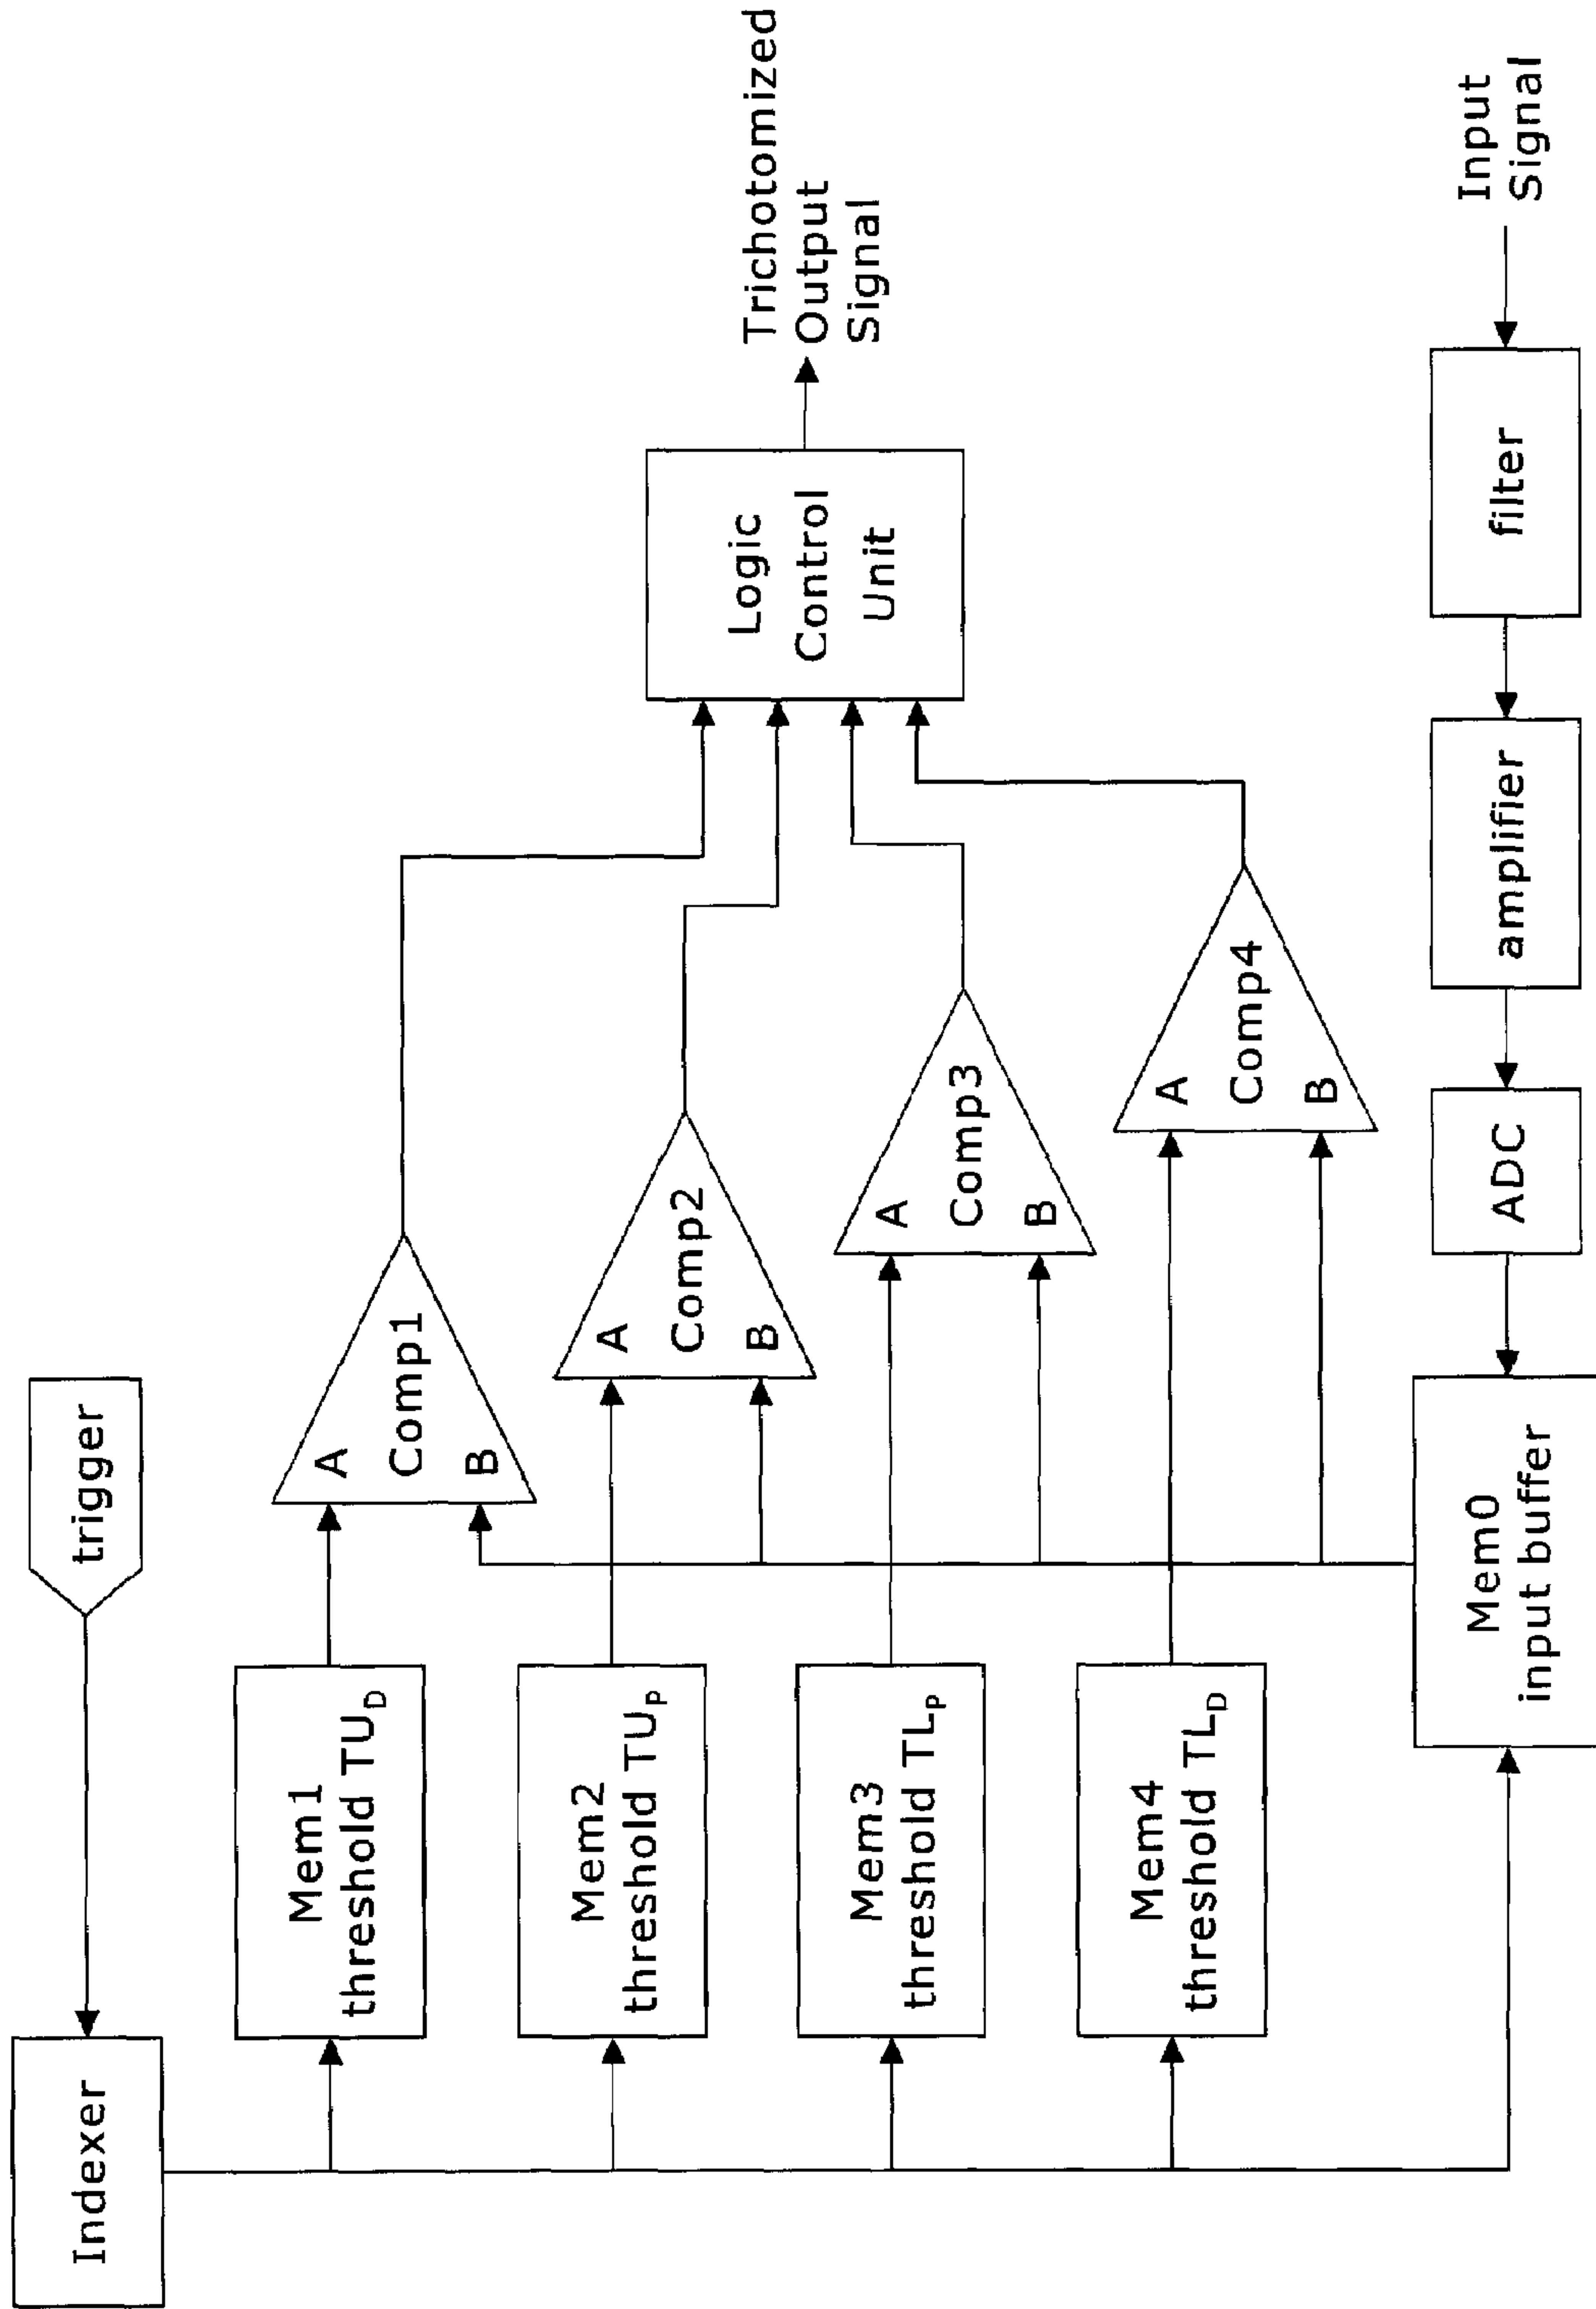 Indexer
trigger
Mem1
threshold TU_D
A
Comp1
B
Mem2
threshold TU_P
A
Comp2
B
Mem3
threshold TL_P
A
Comp3
B
Mem4
threshold TL_D
A
Comp4
B
Logic
Control
Unit
Trichotomized
Output
Signal
Mem0
input buffer
ADC
amplifier
filter
Input
Signal